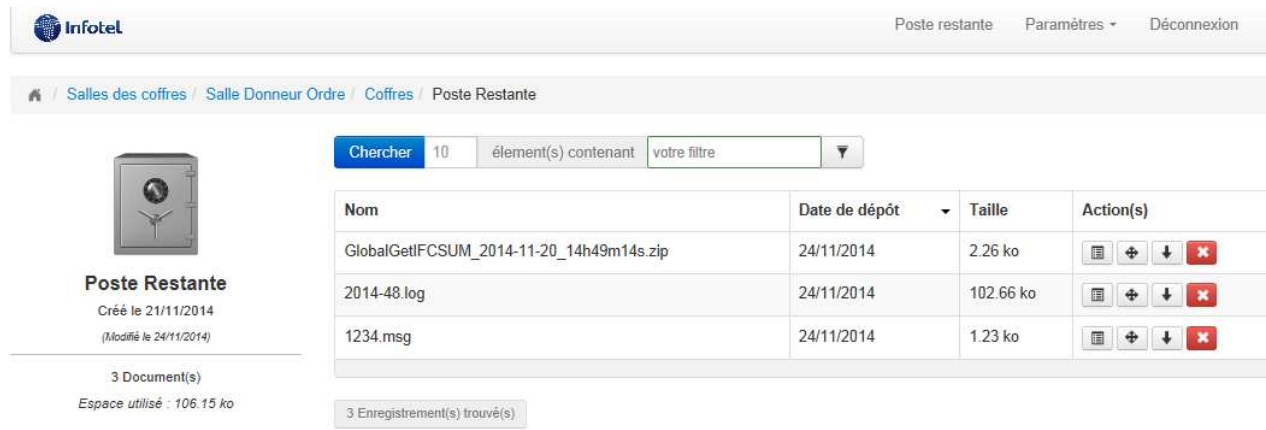 Infotel
Poste restante Paramètres Déconnexion
/ Salles des coffres / Salle Donneur Ordre / Coffres / Poste Restante
Chercher 10 élement(s) contenant votre filtre
Nom Date de dépôt Taille Action(s)
GlobalGetIFCSUM_2014-11-20_14h49m14s.zip 24/11/2014 2.26 ko
2014-48.log 24/11/2014 102.66 ko
1234.msg 24/11/2014 1.23 ko
Poste Restante
Créé le 21/11/2014
(Modifié le 24/11/2014)
3 Document(s)
Espace utilisé : 106.15 ko
3 Enregistrement(s) trouvé(s)